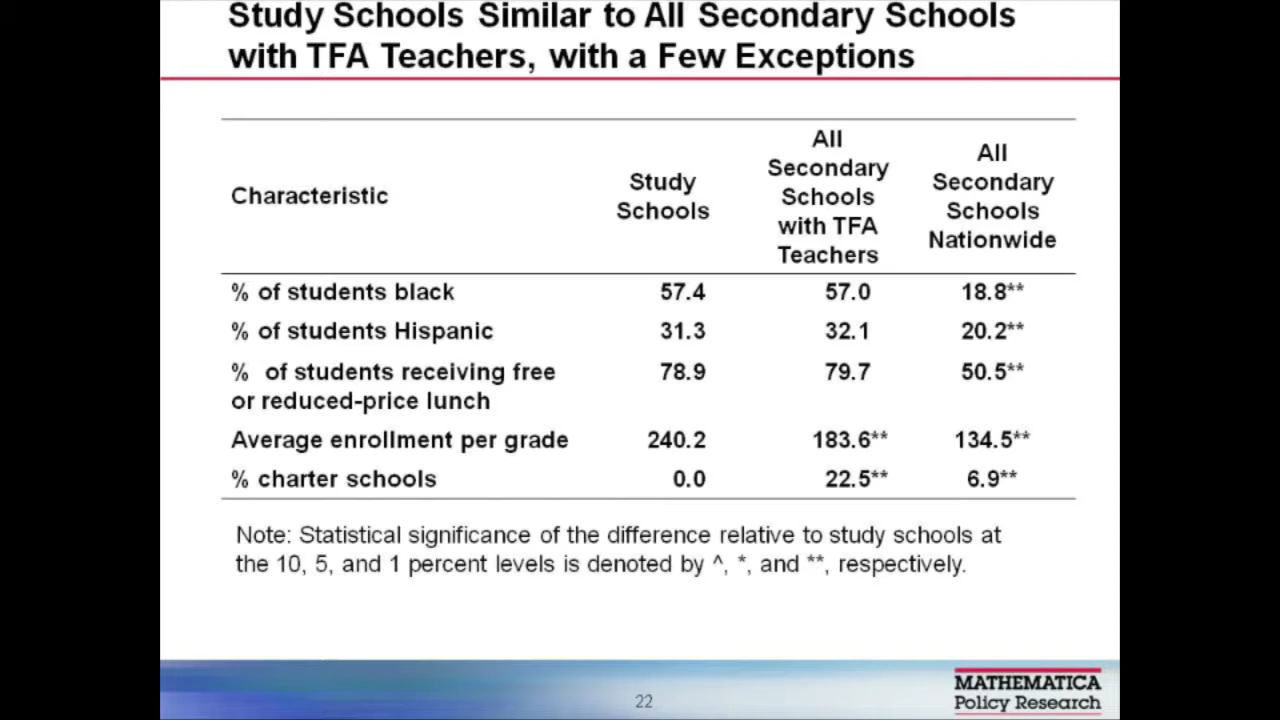 Study Schools Similar to All Secondary Schools
with TFA Teachers, with a Few Exceptions
Characteristic
Study
Schools
All
Secondary
Schools
with TFA
Teachers
All
Secondary
Schools
Nationwide
% of students black 57.4 57.0 18.8**
% of students Hispanic 31.3 32.1 20.2**
% of students receiving free 78.9 79.7 50.5**
or reduced-price lunch
Average enrollment per grade 240.2 183.6** 134.5**
% charter schools 0.0 22.5** 6.9**
Note: Statistical significance of the difference relative to study schools at
the 10, 5, and 1 percent levels is denoted by ^, *, and **, respectively.
22
MATHEMATICA
Policy Research